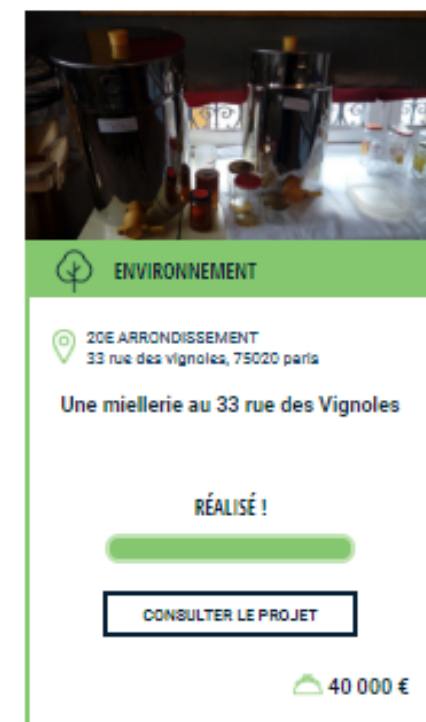 ENVIRONNEMENT
20E ARRONDISSEMENT
33 rue des vignoles, 75020 paris
Une miellerie au 33 rue des Vignoles
RÉALISÉ !
CONSULTER LE PROJET
40 000 €